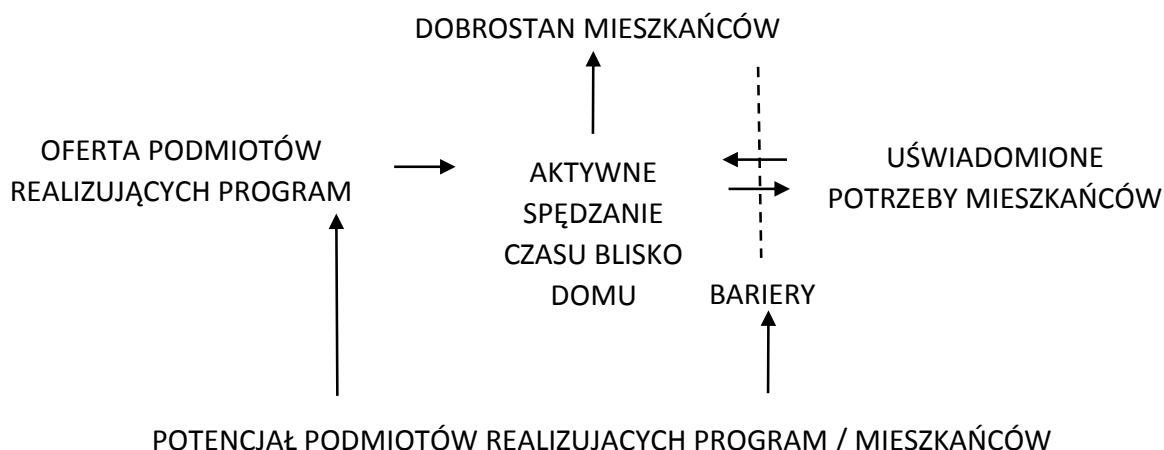 DOBROSTAN MIESZKAŃCÓW
OFERTA PODMIOTÓW
REALIZUJĄCYCH PROGRAM
AKTYWNE
SPĘDZANIE
CZASU BLISKO
DOMU
UŚWIADOMIONE
POTRZEBY MIESZKAŃCÓW
BARIERY
POTENCJAŁ PODMIOTÓW REALIZUJACYCH PROGRAM / MIESZKAŃCÓW